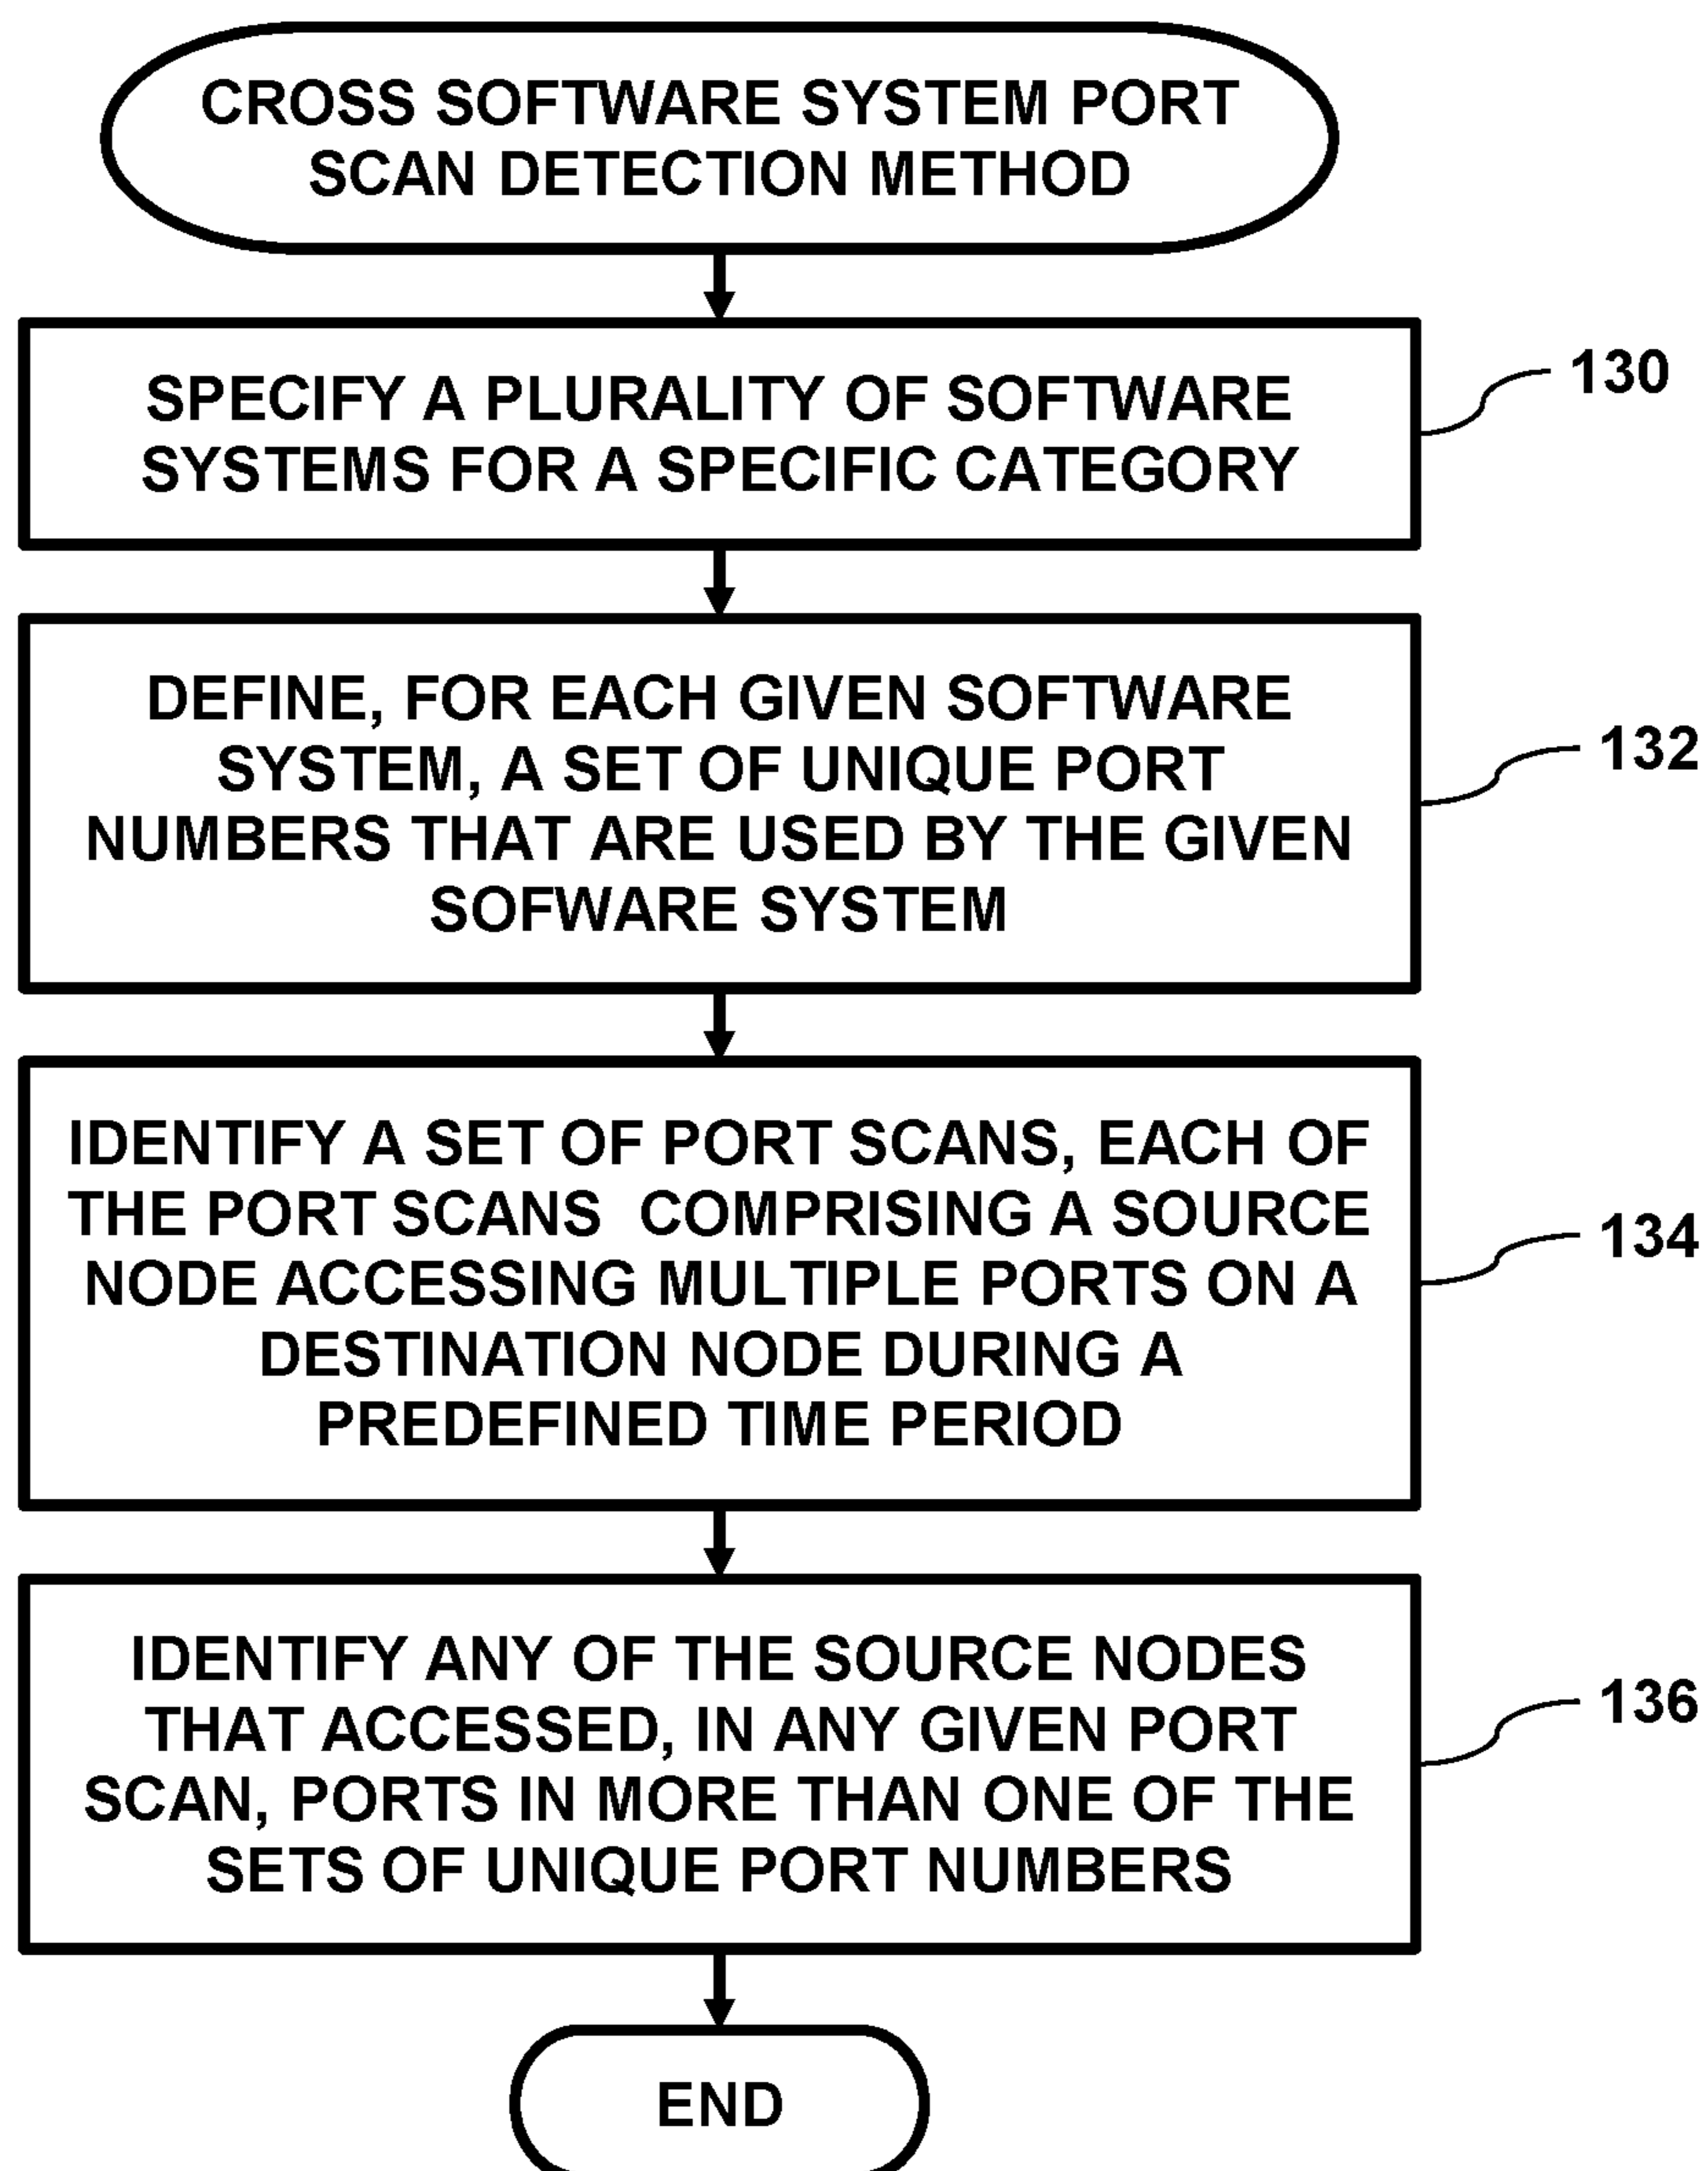 CROSS SOFTWARE SYSTEM PORT
SCAN DETECTION METHOD
SPECIFY A PLURALITY OF SOFTWARE
SYSTEMS FOR A SPECIFIC CATEGORY
130
DEFINE, FOR EACH GIVEN SOFTWARE
SYSTEM, A SET OF UNIQUE PORT
NUMBERS THAT ARE USED BY THE GIVEN
SOFWARE SYSTEM
132
IDENTIFY A SET OF PORT SCANS, EACH OF
THE PORT SCANS COMPRISING A SOURCE
NODE ACCESSING MULTIPLE PORTS ON A
DESTINATION NODE DURING A
PREDEFINED TIME PERIOD
134
IDENTIFY ANY OF THE SOURCE NODES
THAT ACCESSED, IN ANY GIVEN PORT
SCAN, PORTS IN MORE THAN ONE OF THE
SETS OF UNIQUE PORT NUMBERS
136
END